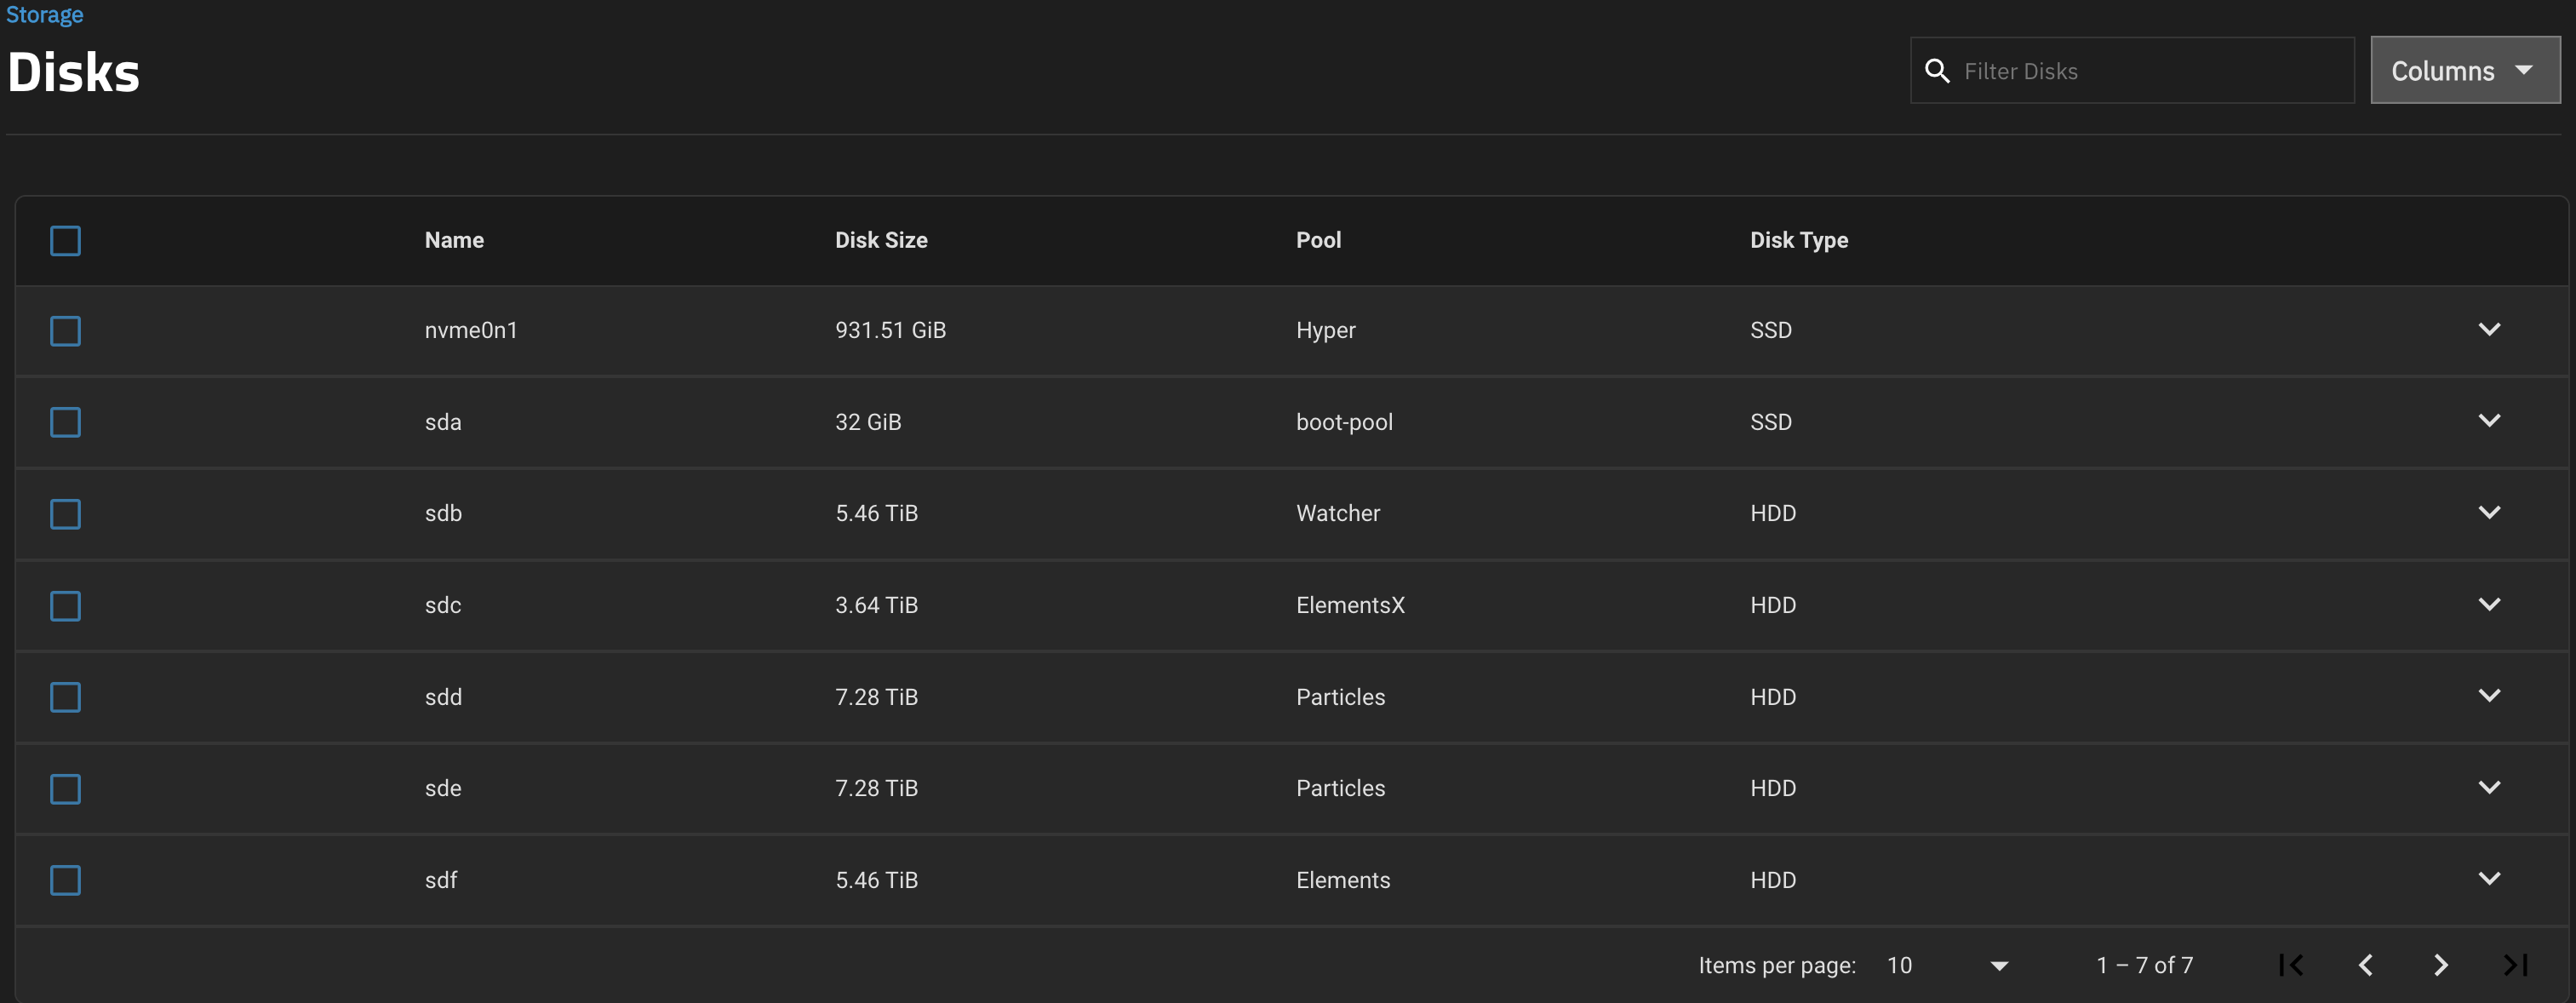 Storage
Disks
Filter Disks
Columns
Name Disk Size Pool Disk Type
nvme0n1 931.51 GiB Hyper SSD
sda 32 GiB boot-pool SSD
sdb 5.46 TiB Watcher HDD
sdc 3.64 TiB ElementsX HDD
sdd 7.28 TiB Particles HDD
sde 7.28 TiB Particles HDD
sdf 5.46 TiB Elements HDD
Items per page: 10 1 – 7 of 7